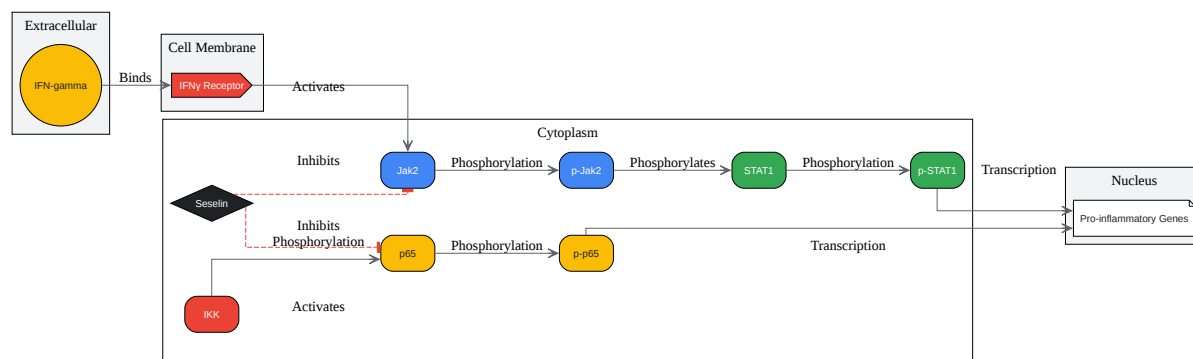 Extracellular
IFN-gamma
Binds
Cell Membrane
IFNγ Receptor
Activates
Cytoplasm
Inhibits
Jak2
Phosphorylation
p-Jak2
Phosphorylates
STAT1
Phosphorylation
p-STAT1
Transcription
Nucleus
Pro-inflammatory Genes
Seselin
Inhibits
Phosphorylation
p65
Phosphorylation
p-p65
Transcription
IKK
Activates